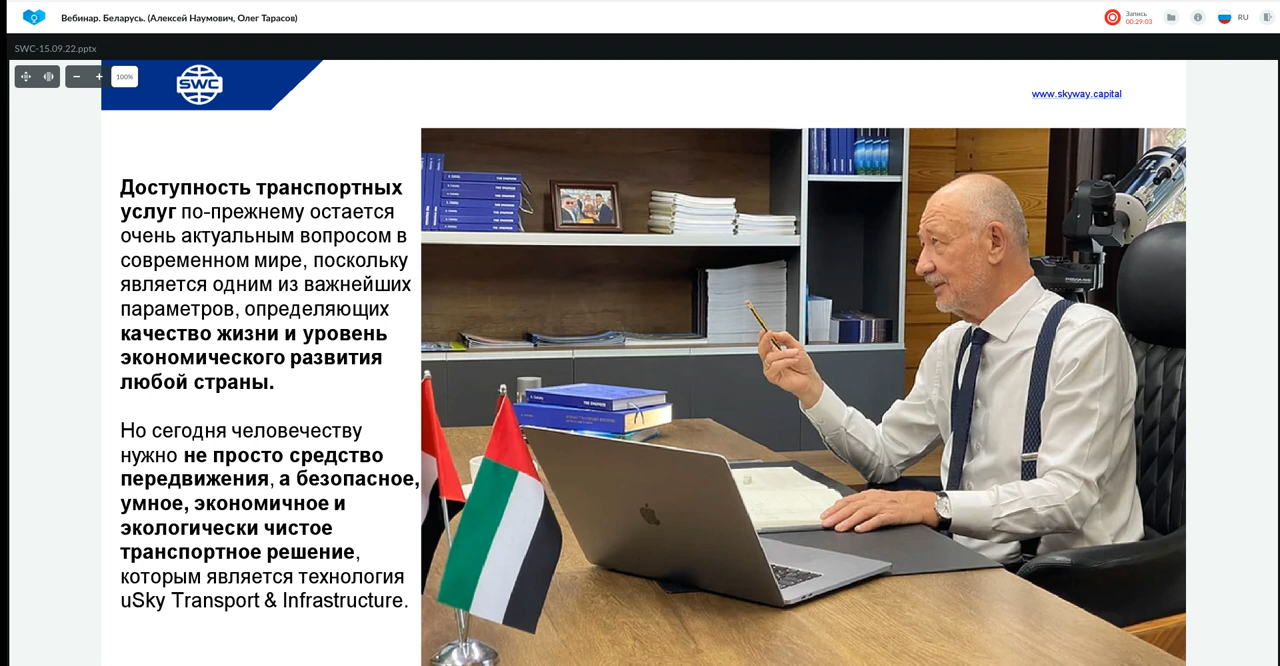 Вебинар. Беларусь. (Алексей Наумович, Олег Тарасов)
Запись
00:29:03
RU
SWC-15.09.22.pptx
100%
SWC
www.skyway.capital
Доступность транспортных
услуг по-прежнему остается
очень актуальным вопросом в
современном мире, поскольку
является одним из важнейших
параметров, определяющих
качество жизни и уровень
экономического развития
любой страны.
Но сегодня человечеству
нужно не просто средство
передвижения, а безопасное,
умное, экономичное и
экологически чистое
транспортное решение,
которым является технология
uSky Transport & Infrastructure.